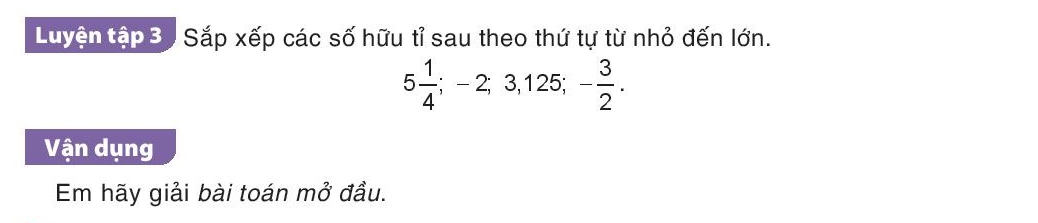 Luyện tập 3 Sắp xếp các số hữu tỉ sau theo thứ tự từ nhỏ đến lớn.
5 1/4; – 2; 3,125; – 3/2 .
Vận dụng
Em hãy giải bài toán mở đầu.